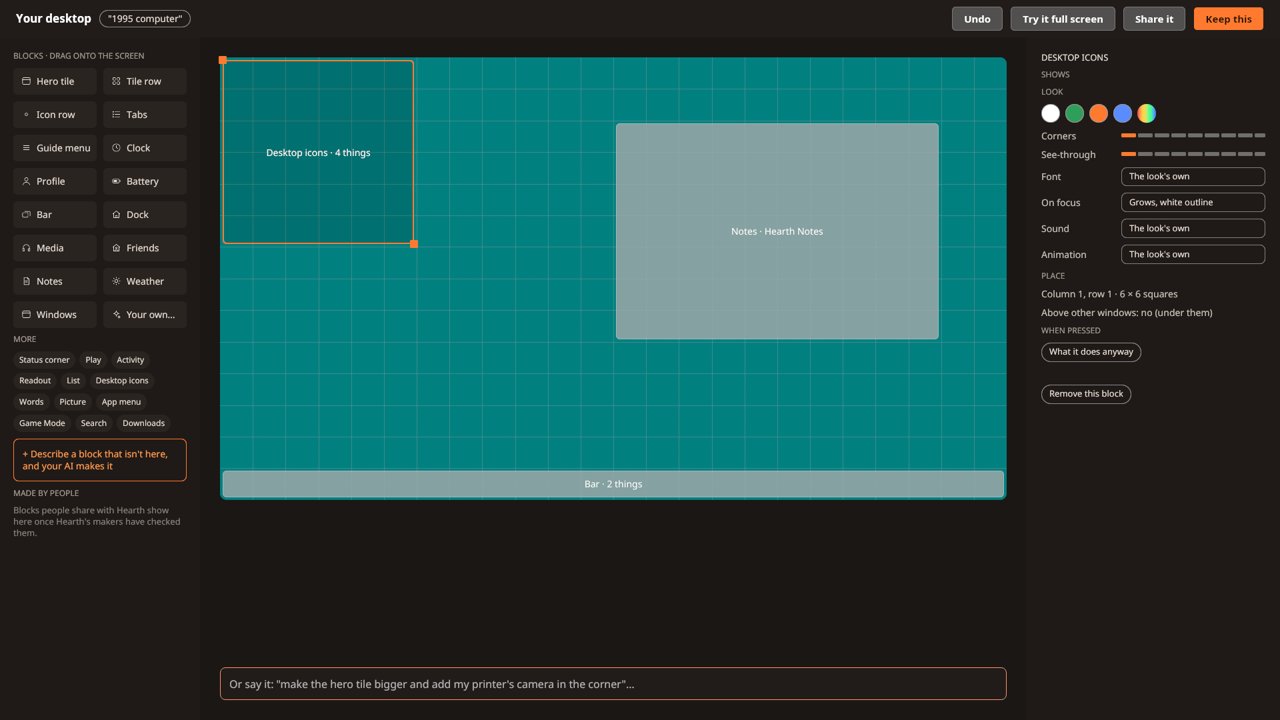 Your desktop
"1995 computer"
Undo
Try it full screen
Share it
Keep this
BLOCKS · DRAG ONTO THE SCREEN
Hero tile
Tile row
Icon row
Tabs
Guide menu
Clock
Profile
Battery
Bar
Dock
Media
Friends
Notes
Weather
Windows
Your own...
MORE
Status corner
Play
Activity
Readout
List
Desktop icons
Words
Picture
App menu
Game Mode
Search
Downloads
+ Describe a block that isn't here,
and your AI makes it
MADE BY PEOPLE
Blocks people share with Hearth show
here once Hearth's makers have checked
them.
Desktop icons · 4 things
Notes · Hearth Notes
Bar · 2 things
Or say it: "make the hero tile bigger and add my printer's camera in the corner"...
DESKTOP ICONS
SHOWS
LOOK
Corners
See-through
Font
The look's own
On focus
Grows, white outline
Sound
The look's own
Animation
The look's own
PLACE
Column 1, row 1 · 6 × 6 squares
Above other windows: no (under them)
WHEN PRESSED
What it does anyway
Remove this block